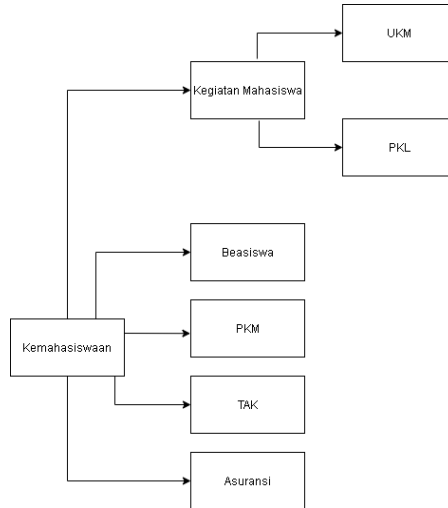 UKM
Kegiatan Mahasiswa
PKL
Beasiswa
PKM
Kemahasiswaan
TAK
Asuransi